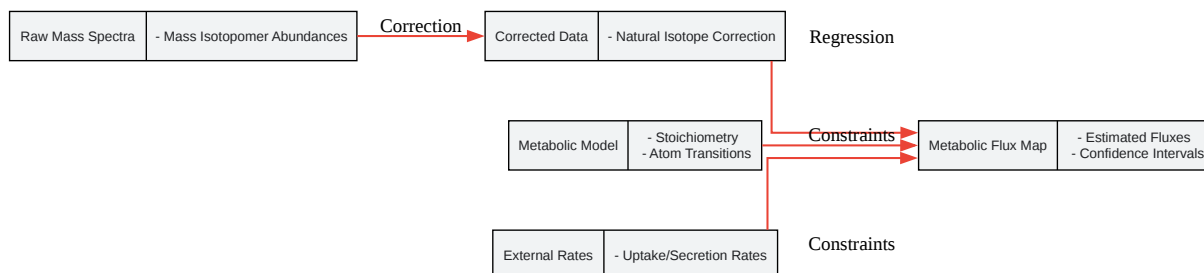 Raw Mass Spectra
- Mass Isotopomer Abundances
Correction
Corrected Data
- Natural Isotope Correction
Regression
Metabolic Model
- Stoichiometry
- Atom Transitions
Constraints
Metabolic Flux Map
- Estimated Fluxes
- Confidence Intervals
External Rates
- Uptake/Secretion Rates
Constraints